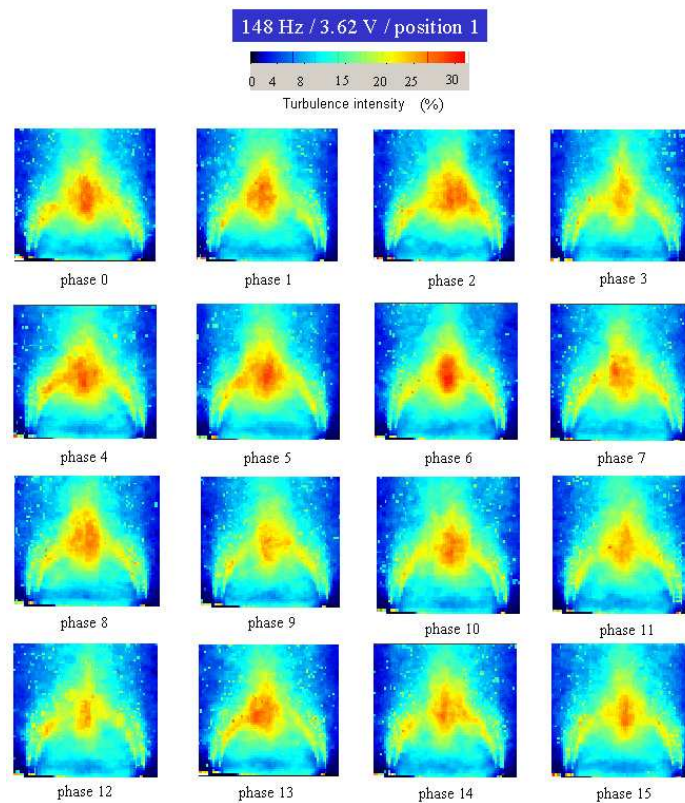 148 Hz / 3.62 V / position 1
0 4 8 15 20 25 30
Turbulence intensity (%)
phase 0 phase 1 phase 2 phase 3
phase 4 phase 5 phase 6 phase 7
phase 8 phase 9 phase 10 phase 11
phase 12 phase 13 phase 14 phase 15